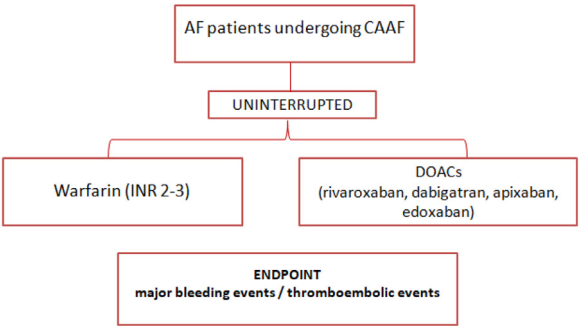 AF patients undergoing CAAF
UNINTERRUPTED
Warfarin (INR 2-3)
DOACs
(rivaroxaban, dabigatran, apixaban,
edoxaban)
ENDPOINT
major bleeding events / thromboembolic events